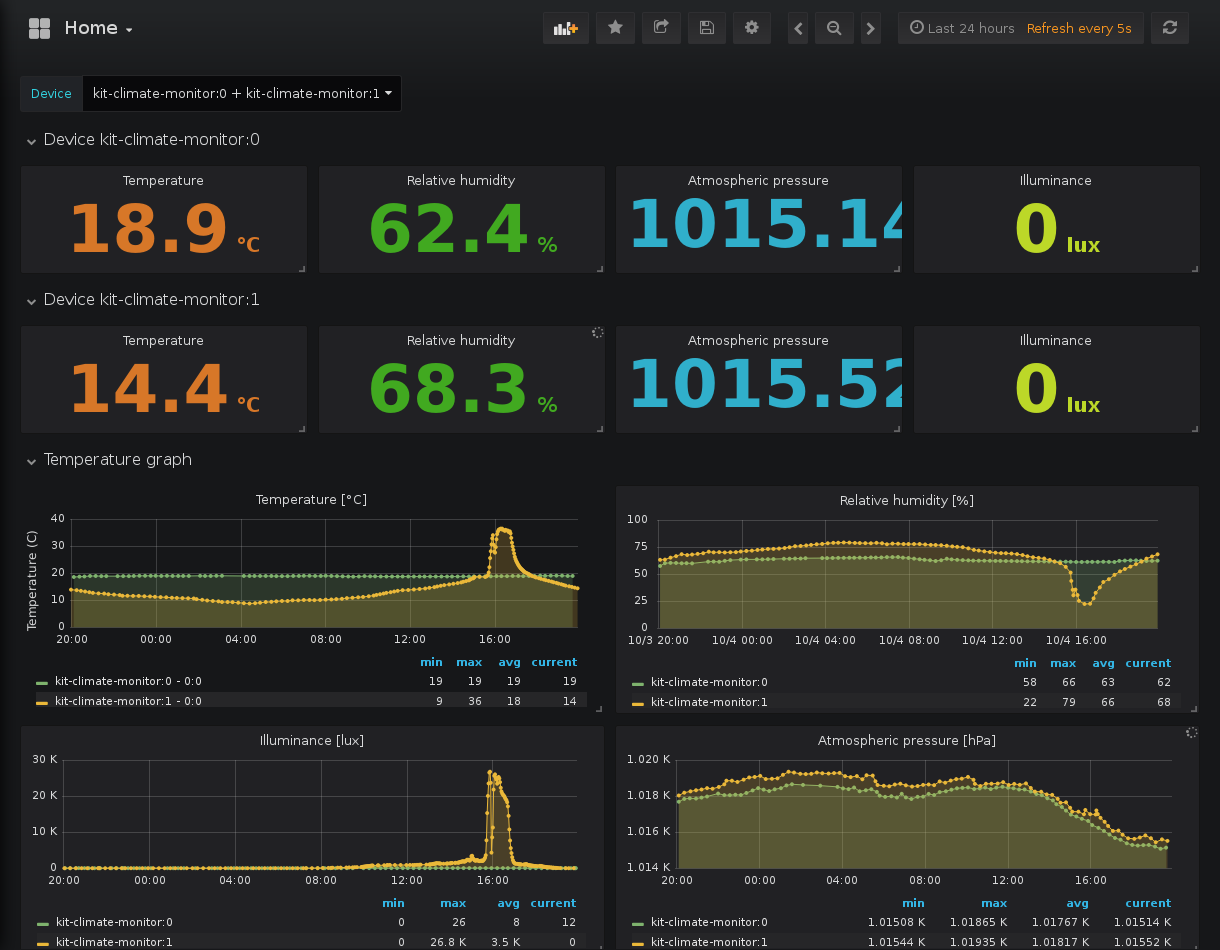 Home
Last 24 hours Refresh every 5s
Device kit-climate-monitor:0 + kit-climate-monitor:1
Device kit-climate-monitor:0
Temperature Relative humidity Atmospheric pressure Illuminance
18.9 °C 62.4 % 1015.14 0 lux
Device kit-climate-monitor:1
Temperature Relative humidity Atmospheric pressure Illuminance
14.4 °C 68.3 % 1015.52 0 lux
Temperature graph
Temperature [°C]
Temperature (C)
40
30
20
10
0
20:00 00:00 04:00 08:00 12:00 16:00
min max avg current
kit-climate-monitor:0 - 0:0 19 19 19 19
kit-climate-monitor:1 - 0:0 9 36 18 14
Relative humidity [%]
100
75
50
25
0
10/3 20:00 10/4 00:00 10/4 04:00 10/4 08:00 10/4 12:00 10/4 16:00
min max avg current
kit-climate-monitor:0 58 66 63 62
kit-climate-monitor:1 22 79 66 68
Illuminance [lux]
30 K
20 K
10 K
0
20:00 00:00 04:00 08:00 12:00 16:00
min max avg current
kit-climate-monitor:0 0 26 8 12
kit-climate-monitor:1 0 26.8 K 3.5 K 0
Atmospheric pressure [hPa]
1.020 K
1.018 K
1.016 K
1.014 K
20:00 00:00 04:00 08:00 12:00 16:00
min max avg current
kit-climate-monitor:0 1.01508 K 1.01865 K 1.01767 K 1.01514 K
kit-climate-monitor:1 1.01544 K 1.01935 K 1.01817 K 1.01552 K